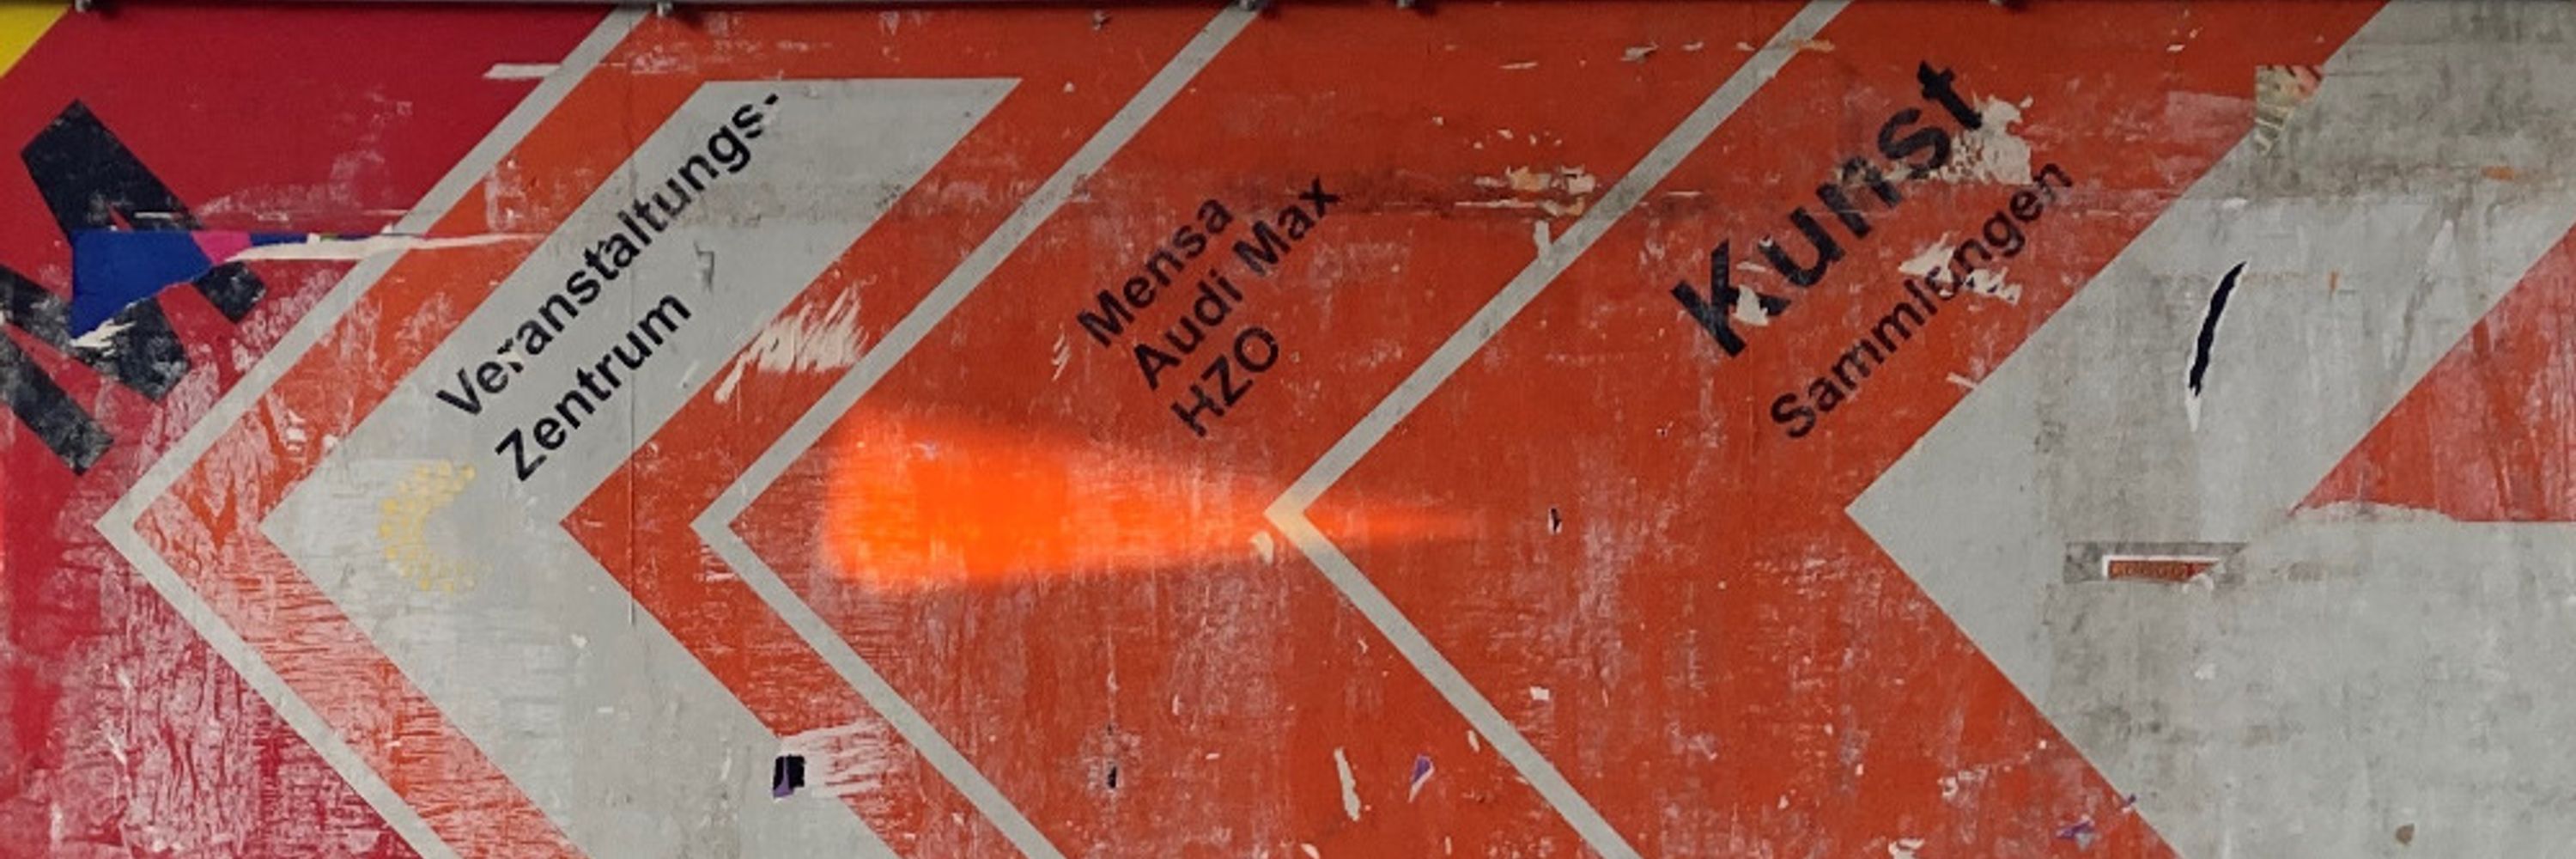 Veranstaltungs-
Zentrum
Mensa
Audi Max
HZO
Kunst
Sammlungen